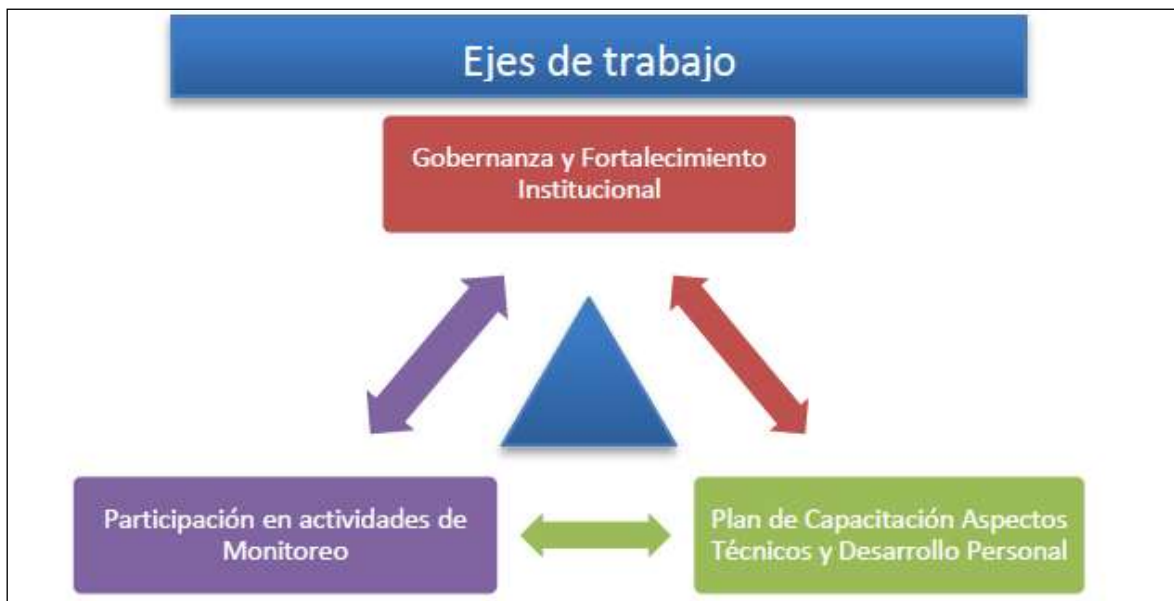 Ejes de trabajo
Gobernanza y Fortalecimiento
Institucional
Participación en actividades de
Monitoreo
Plan de Capacitación Aspectos
Técnicos y Desarrollo Personal